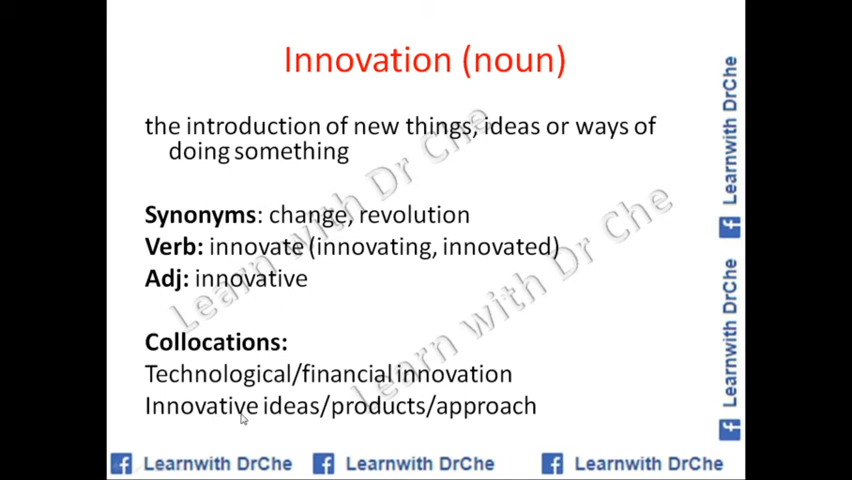 Innovation (noun)
the introduction of new things, ideas or ways of
doing something
Synonyms: change, revolution
Verb: innovate (innovating, innovated)
Adj: innovative
Collocations:
Technological/financial innovation
Innovative ideas/products/approach
Learn with Dr Che
Learn with Dr Che
Learnwith DrChe
Learnwith DrChe
Learnwith DrChe
Learnwith DrChe
Learnwith DrChe